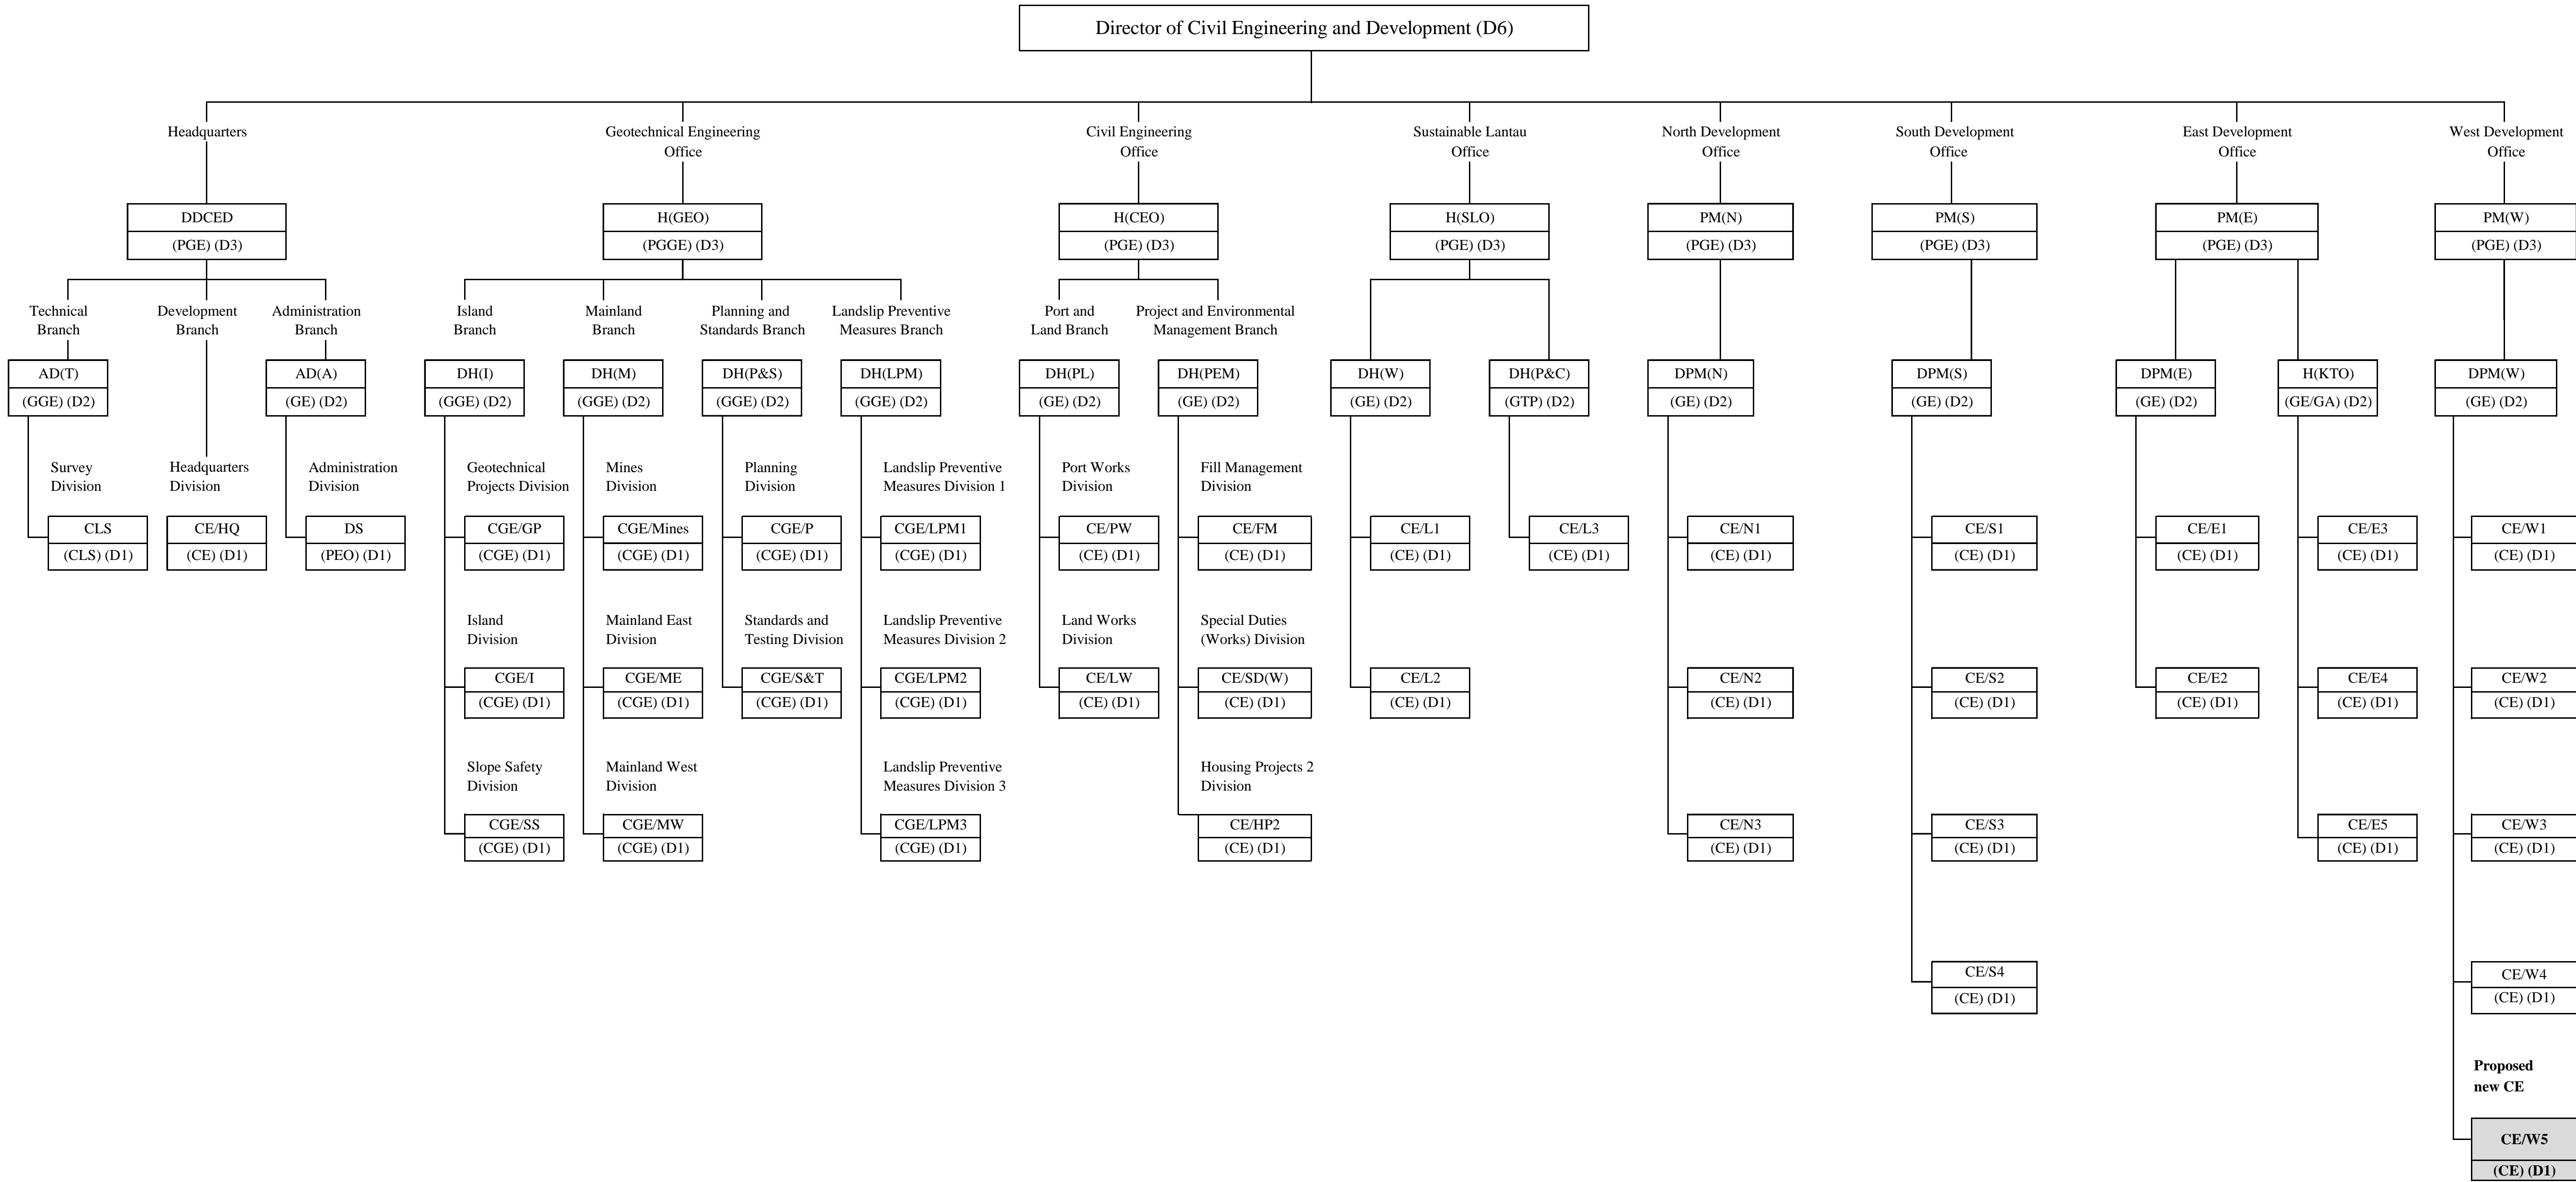 Director of Civil Engineering and Development (D6)
Headquarters
Geotechnical Engineering
Office
Civil Engineering
Office
Sustainable Lantau
Office
North Development
Office
South Development
Office
East Development
Office
West Development
Office
DDCED
(PGE) (D3)
H(GEO)
(PGGE) (D3)
H(CEO)
(PGE) (D3)
H(SLO)
(PGE) (D3)
PM(N)
(PGE) (D3)
PM(S)
(PGE) (D3)
PM(E)
(PGE) (D3)
PM(W)
(PGE) (D3)
Technical
Branch
Development
Branch
Administration
Branch
Island
Branch
Mainland
Branch
Planning and
Standards Branch
Landslip Preventive
Measures Branch
Port and
Land Branch
Project and Environmental
Management Branch
AD(T)
(GGE) (D2)
AD(A)
(GE) (D2)
DH(I)
(GGE) (D2)
DH(M)
(GGE) (D2)
DH(P&S)
(GGE) (D2)
DH(LPM)
(GGE) (D2)
DH(PL)
(GE) (D2)
DH(PEM)
(GE) (D2)
DH(W)
(GE) (D2)
DH(P&C)
(GTP) (D2)
DPM(N)
(GE) (D2)
DPM(S)
(GE) (D2)
DPM(E)
(GE) (D2)
H(KTO)
(GE/GA) (D2)
DPM(W)
(GE) (D2)
Survey
Division
Headquarters
Division
Administration
Division
Geotechnical
Projects Division
Mines
Division
Planning
Division
Landslip Preventive
Measures Division 1
Port Works
Division
Fill Management
Division
CLS
(CLS) (D1)
CE/HQ
(CE) (D1)
DS
(PEO) (D1)
CGE/GP
(CGE) (D1)
CGE/Mines
(CGE) (D1)
CGE/P
(CGE) (D1)
CGE/LPM1
(CGE) (D1)
CE/PW
(CE) (D1)
CE/FM
(CE) (D1)
CE/L1
(CE) (D1)
CE/L3
(CE) (D1)
CE/N1
(CE) (D1)
CE/S1
(CE) (D1)
CE/E1
(CE) (D1)
CE/E3
(CE) (D1)
CE/W1
(CE) (D1)
Island
Division
Mainland East
Division
Standards and
Testing Division
Landslip Preventive
Measures Division 2
Land Works
Division
Special Duties
(Works) Division
CGE/I
(CGE) (D1)
CGE/ME
(CGE) (D1)
CGE/S&T
(CGE) (D1)
CGE/LPM2
(CGE) (D1)
CE/LW
(CE) (D1)
CE/SD(W)
(CE) (D1)
CE/L2
(CE) (D1)
CE/N2
(CE) (D1)
CE/S2
(CE) (D1)
CE/E2
(CE) (D1)
CE/E4
(CE) (D1)
CE/W2
(CE) (D1)
Slope Safety
Division
Mainland West
Division
Landslip Preventive
Measures Division 3
Housing Projects 2
Division
CGE/SS
(CGE) (D1)
CGE/MW
(CGE) (D1)
CGE/LPM3
(CGE) (D1)
CE/HP2
(CE) (D1)
CE/N3
(CE) (D1)
CE/S3
(CE) (D1)
CE/E5
(CE) (D1)
CE/W3
(CE) (D1)
CE/S4
(CE) (D1)
CE/W4
(CE) (D1)
Proposed
new CE
CE/W5
(CE) (D1)